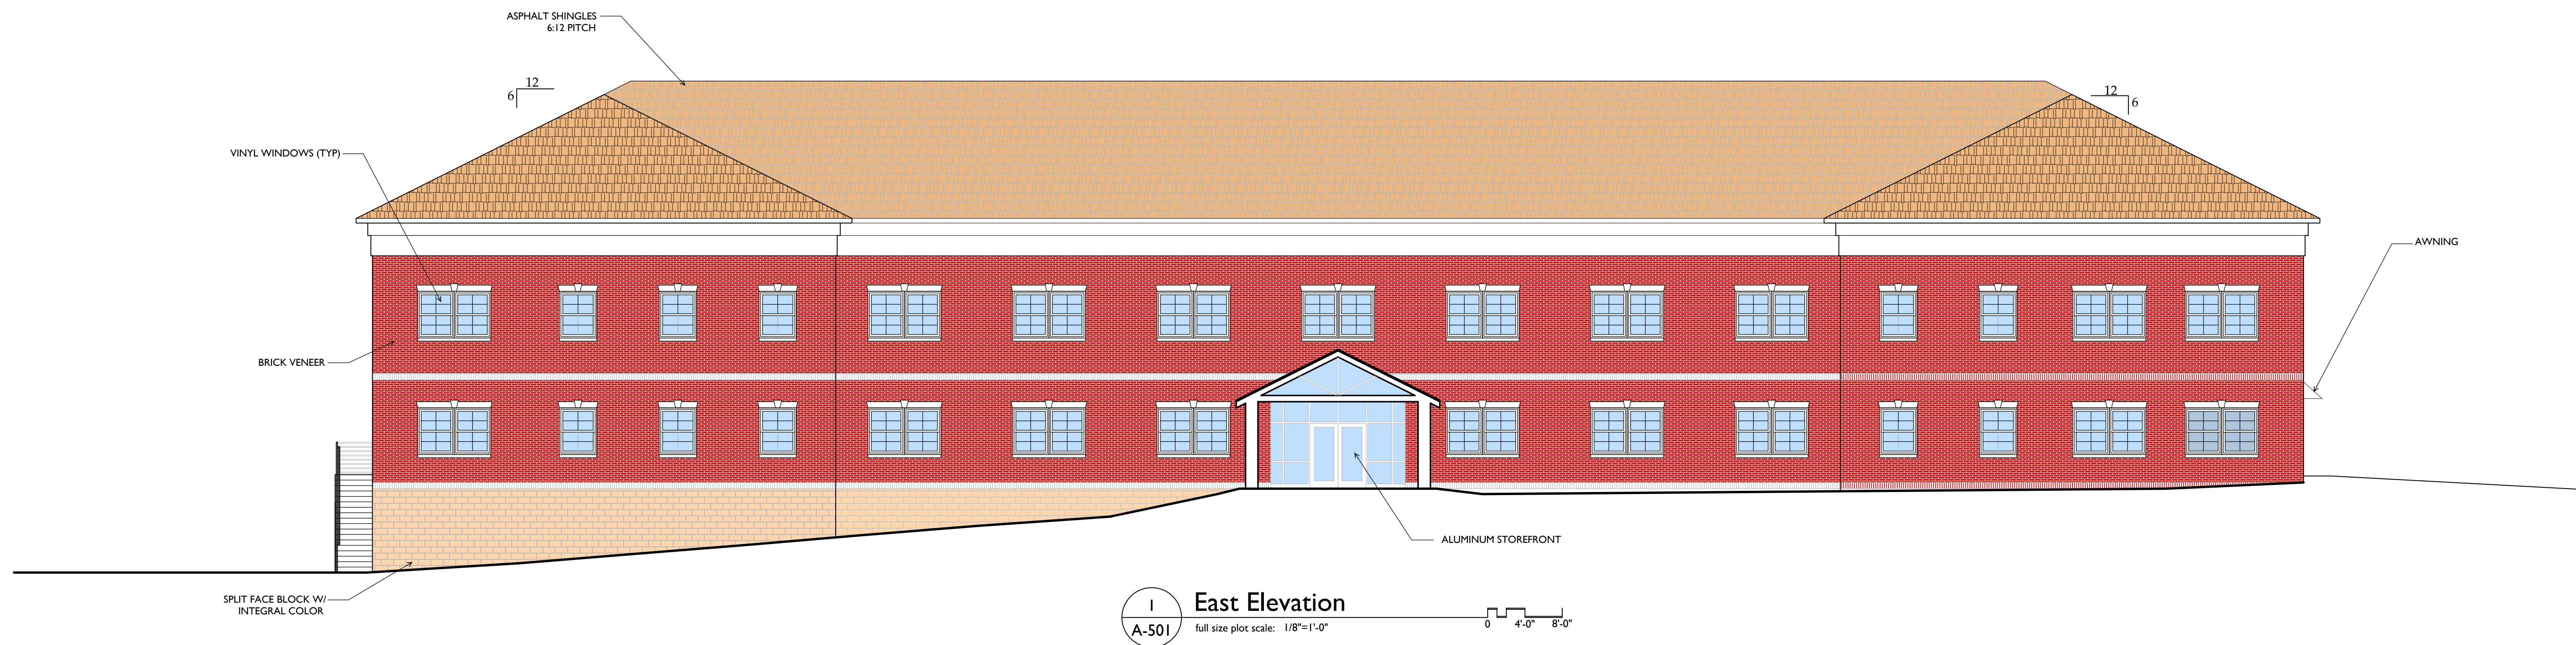 ASPHALT SHINGLES
6:12 PITCH
12
6
12
6
VINYL WINDOWS (TYP)
AWNING
BRICK VENEER
ALUMINUM STOREFRONT
SPLIT FACE BLOCK W/
INTEGRAL COLOR
1
A-501
East Elevation
full size plot scale: 1/8"=1'-0"
0 4'-0" 8'-0"